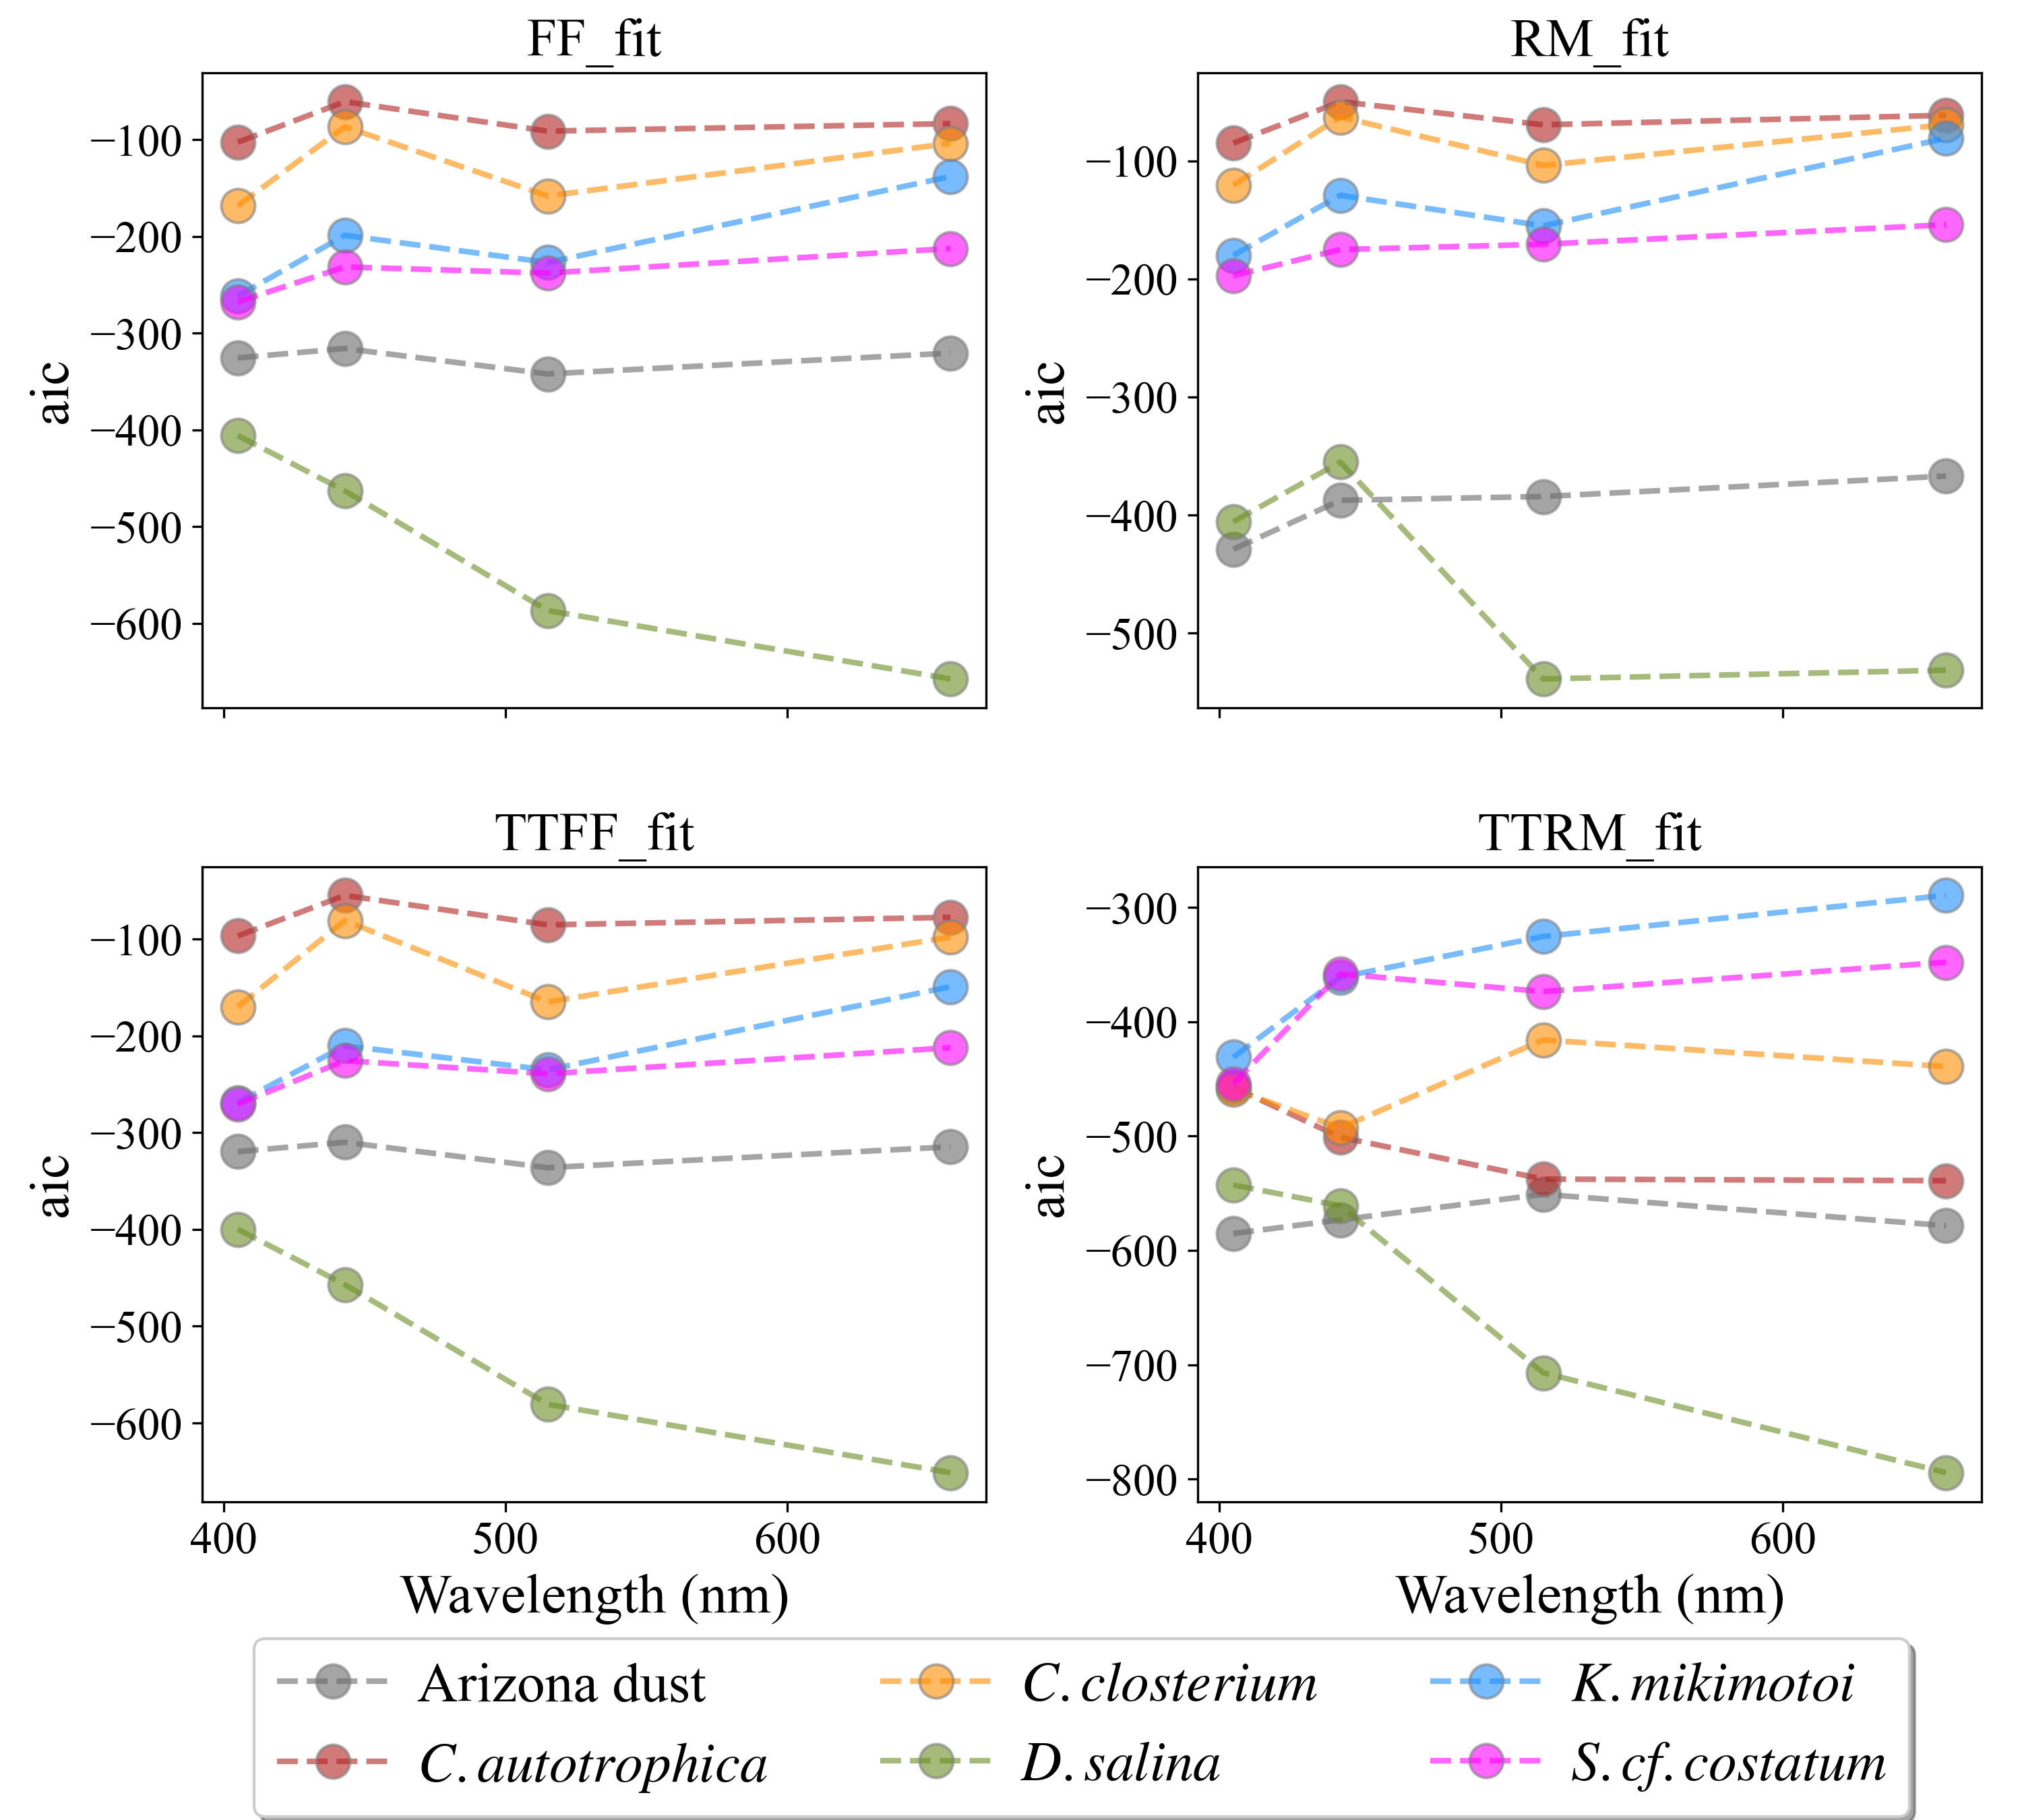 FF_fit
aic
−100
−200
−300
−400
−500
−600
RM_fit
aic
−100
−200
−300
−400
−500
TTFF_fit
aic
−100
−200
−300
−400
−500
−600
400 500 600
Wavelength (nm)
TTRM_fit
aic
−300
−400
−500
−600
−700
−800
400 500 600
Wavelength (nm)
Arizona dust C. closterium K. mikimotoi
C. autotrophica D. salina S. cf. costatum